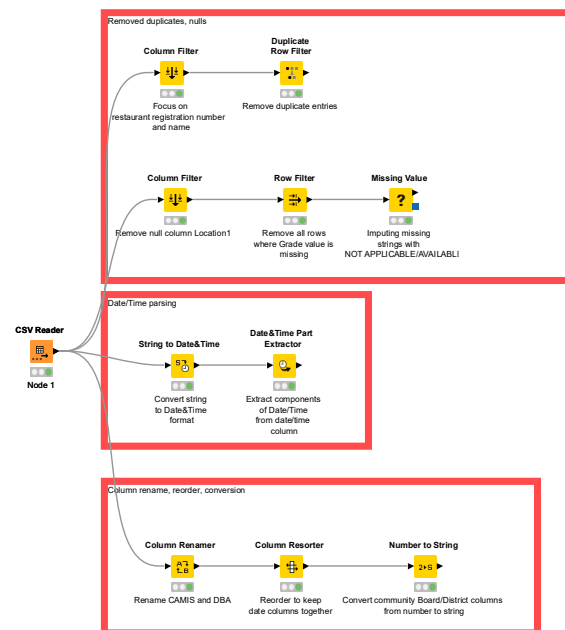 Removed duplicates, nulls
Column Filter
Focus on
restaurant registration number
and name
Duplicate
Row Filter
Remove duplicate entries
Column Filter
Remove null column Location1
Row Filter
Remove all rows
where Grade value is
missing
Missing Value
?
Imputing missing
strings with
NOT APPLICABLE/AVAILABL
Date/Time parsing
CSV Reader
Node 1
String to Date&Time
S
Convert string
to Date&Time
format
Date&Time Part
Extractor
Extract components
of Date/Time
from date/time
column
Column rename, reorder, conversion
Column Renamer
A
B
Rename CAMIS and DBA
Column Resorter
Reorder to keep
date columns together
Number to String
2 S
Convert community Board/District columns
from number to string